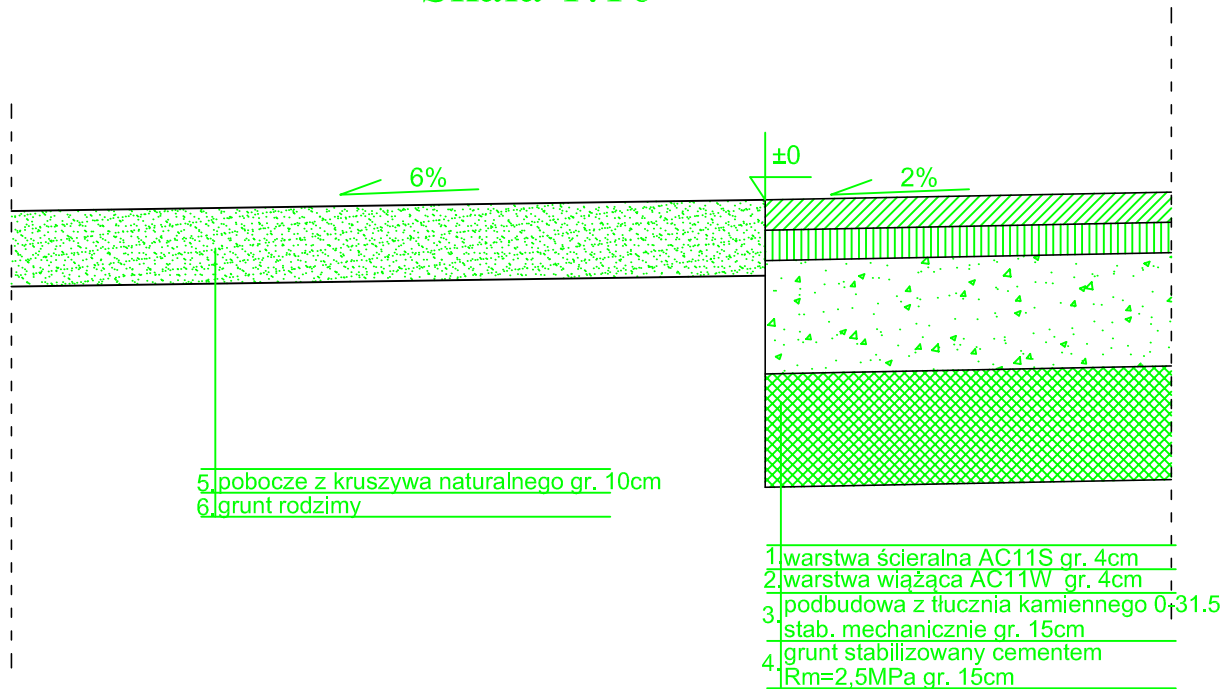 6%
±0
2%
5. pobocze z kruszywa naturalnego gr. 10cm
6. grunt rodzimy
1. warstwa ścieralna AC11S gr. 4cm
2. warstwa wiążąca AC11W gr. 4cm
3. podbudowa z tłucznia kamiennego 0-31.5
stab. mechanicznie gr. 15cm
4. grunt stabilizowany cementem
Rm=2,5MPa gr. 15cm